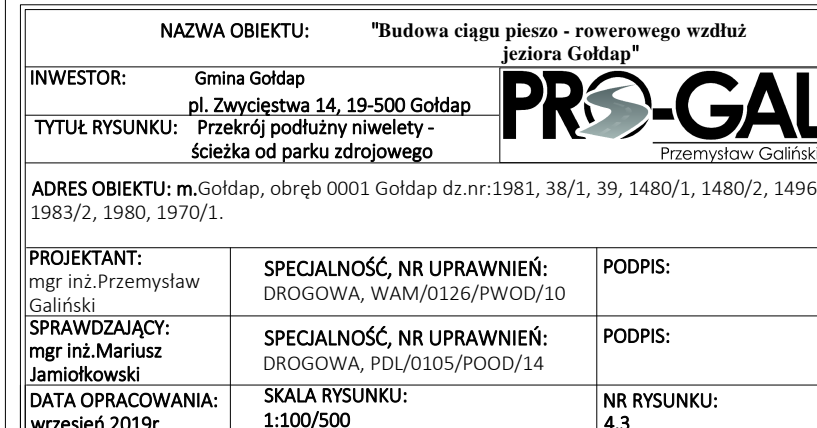 NAZWA OBIEKTU: "Budowa ciągu pieszo - rowerowego wzdłuż
jeziora Gołdap"
INWESTOR: Gmina Gołdap
pl. Zwycięstwa 14, 19-500 Gołdap
PRO-GAL
Przemysław Galiński
TYTUŁ RYSUNKU: Przekrój podłużny niwelety -
ścieżka od parku zdrojowego
ADRES OBIEKTU: m.Gołdap, obręb 0001 Gołdap dz.nr:1981, 38/1, 39, 1480/1, 1480/2, 1496
1983/2, 1980, 1970/1.
PROJEKTANT:
mgr inż.Przemysław
Galiński
SPECJALNOŚĆ, NR UPRAWNIEŃ:
DROGOWA, WAM/0126/PWOD/10
PODPIS:
SPRAWDZAJĄCY:
mgr inż.Mariusz
Jamiołkowski
SPECJALNOŚĆ, NR UPRAWNIEŃ:
DROGOWA, PDL/0105/POOD/14
PODPIS:
DATA OPRACOWANIA:
wrzesień 2019r
SKALA RYSUNKU:
1:100/500
NR RYSUNKU:
4.3